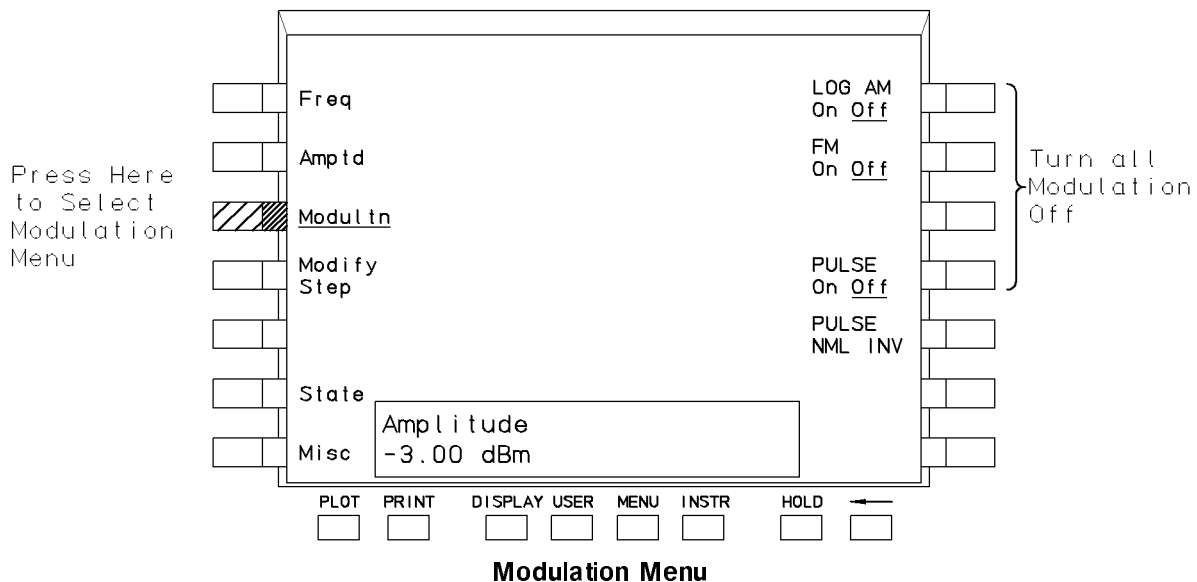 Press Here
to Select
Modulation
Menu
Freq
Amptd
Modultn
Modify
Step
State
Misc
LOG AM
On Off
FM
On Off
PULSE
On Off
PULSE
NML INV
Turn all
Modulation
Off
Amplitude
-3.00 dBm
PLOT PRINT DISPLAY USER MENU INSTR HOLD ←
Modulation Menu